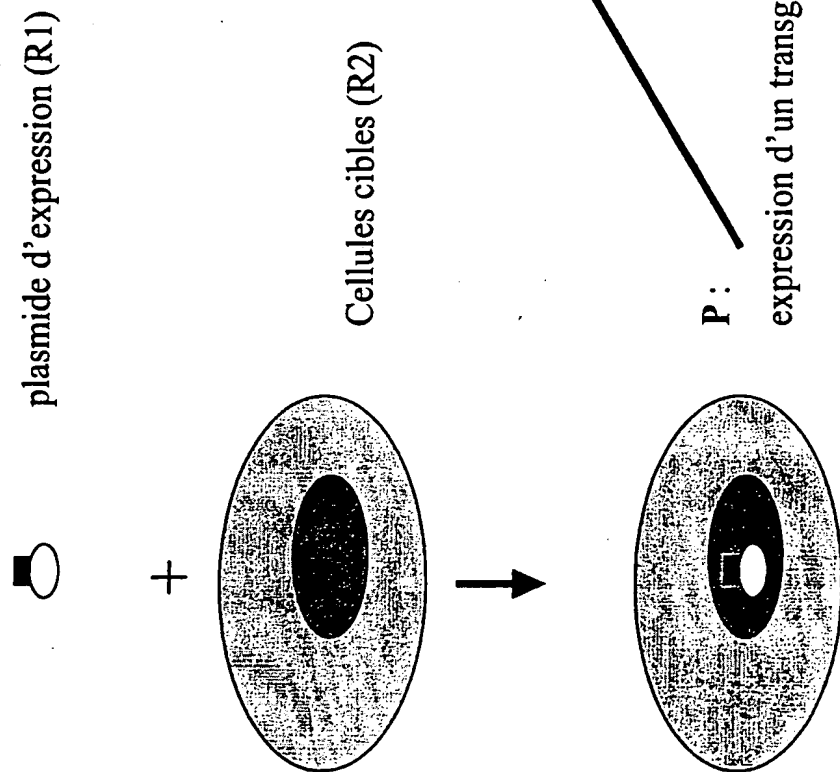 plasmide d'expression (R1)
+
Cellules cibles (R2)
P :
expression d'un transg